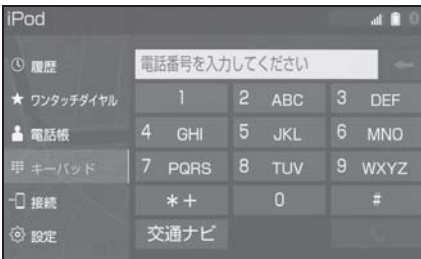 iPod
0
履歴
ワンタッチダイヤル
電話帳
キーパッド
接続
設定
電話番号を入力してください
1
2 ABC
3 DEF
4 GHI
5 JKL
6 MNO
7 PQRS
8 TUV
9 WXYZ
*+
0
#
交通ナビ